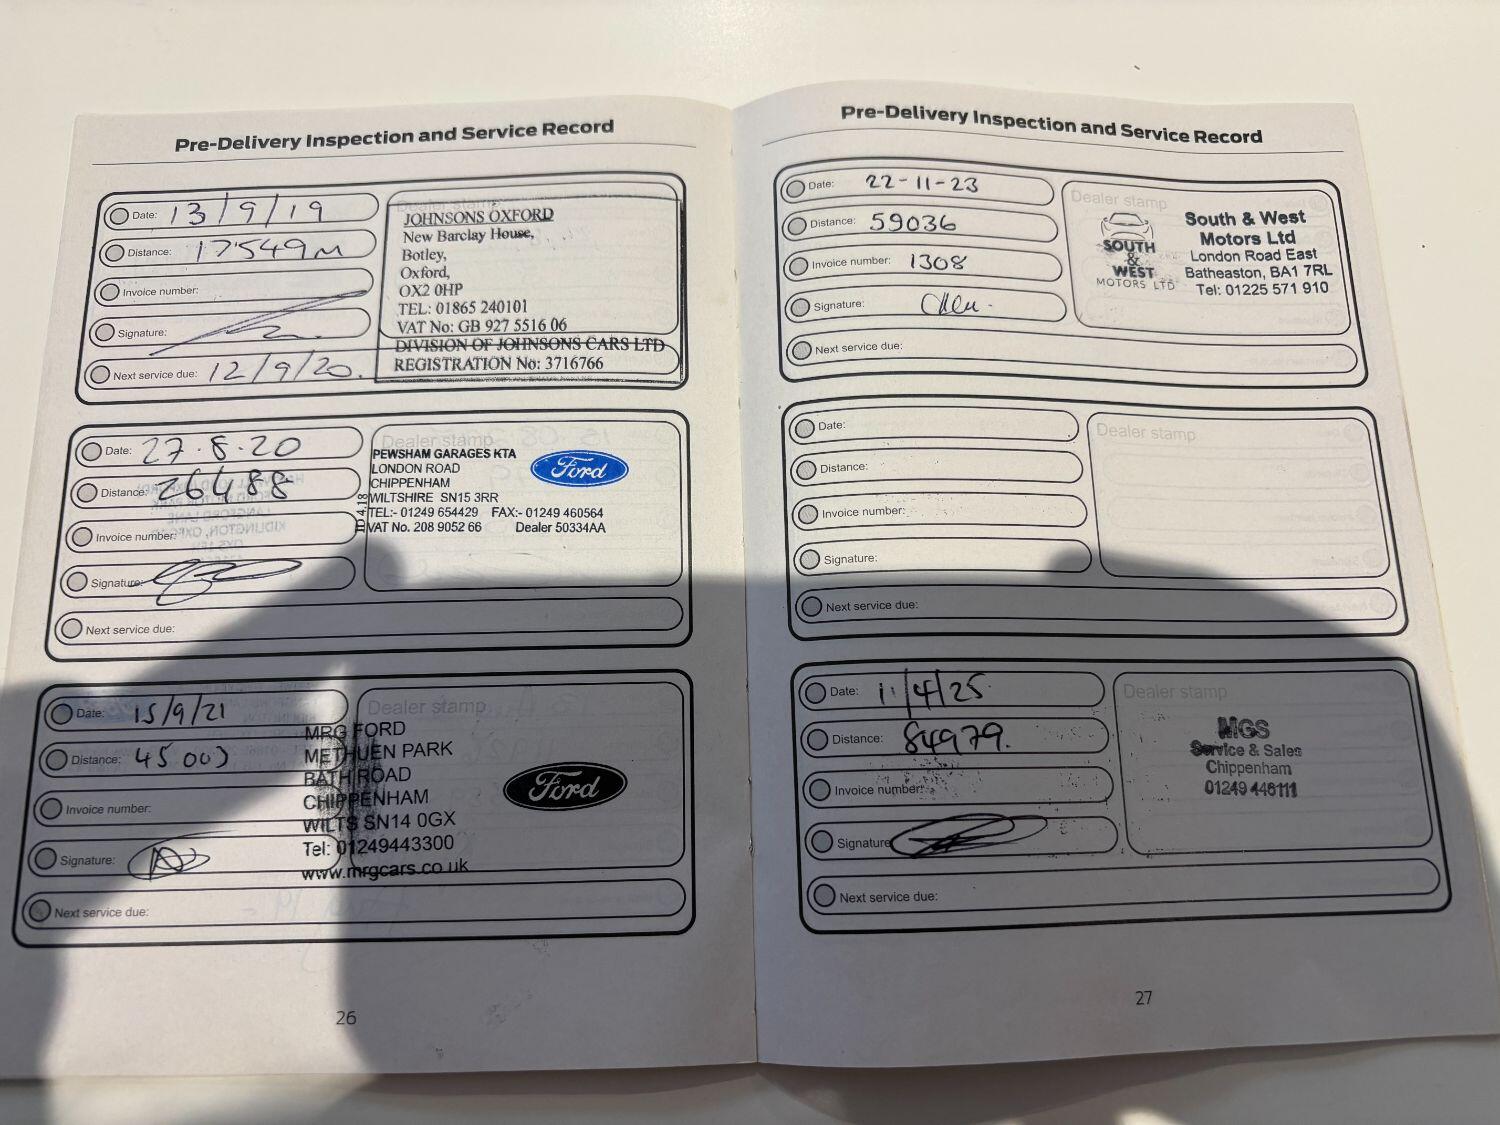 Pre-Delivery Inspection and Service Record
Date: 13/9/19
Distance: 17549m
Invoice number:
Signature:
Next service due: 12/9/20.
Dealer stamp
JOHNSONS OXFORD
New Barclay House,
Botley,
Oxford,
OX2 0HP
TEL: 01865 240101
VAT No: GB 927 5516 06
DIVISION OF JOHNSONS CARS LTD
REGISTRATION No: 3716766
Date: 27.8.20
Distance: 26488
Invoice number:
Signature:
Next service due:
Dealer stamp
PEWSHAM GARAGES KTA
LONDON ROAD
CHIPPENHAM
WILTSHIRE SN15 3RR
TEL:- 01249 654429 FAX:- 01249 460564
VAT No. 208 9052 66 Dealer 50334AA
ID 4.18
Ford
Date: 15/9/21
Distance: 45003
Invoice number:
Signature:
Next service due:
Dealer stamp
MRG FORD
METHUEN PARK
BATH ROAD
CHIPPENHAM
WILTS SN14 0GX
Tel: 01249443300
www.mrgcars.co.uk
Ford
26
Pre-Delivery Inspection and Service Record
Date: 22-11-23
Distance: 59036
Invoice number: 1308
Signature:
Next service due:
Dealer stamp
SOUTH
&
WEST
MOTORS LTD
South & West
Motors Ltd
London Road East
Batheaston, BA1 7RL
Tel: 01225 571 910
Date:
Distance:
Invoice number:
Signature:
Next service due:
Dealer stamp
Date: 11/4/25
Distance: 84979.
Invoice number:
Signature
Next service due:
Dealer stamp
MGS
Service & Sales
Chippenham
01249 446111
27